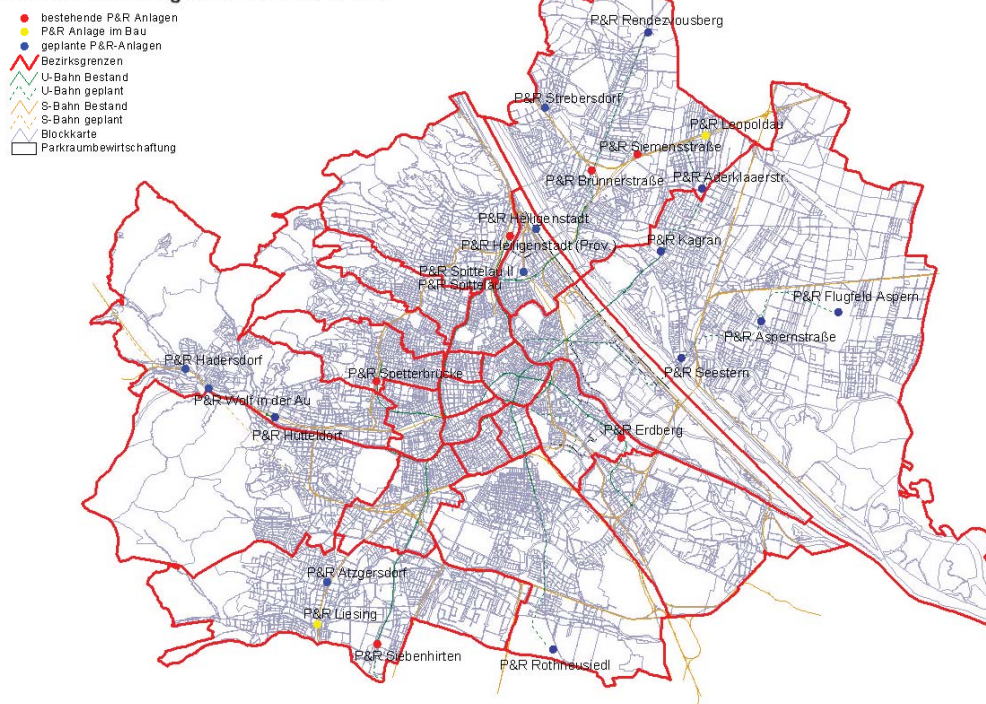 bestehende P&R Anlagen
P&R Anlage im Bau
geplante P&R-Anlagen
Bezirksgrenzen
U-Bahn Bestand
U-Bahn geplant
S-Bahn Bestand
S-Bahn geplant
Blockkarte
Parkraumbewirtschaftung
P&R Rendezvousberg
P&R Strebersdorf
P&R Leopoldau
P&R Siemensstraße
P&R Brünnerstraße
P&R Aderklaaerstr.
P&R Heiligenstadt
P&R Heiligenstadt (Prov.)
P&R Kagran
P&R Spittelau II
P&R Spittelau
P&R Flugfeld Aspern
P&R Aspernstraße
P&R Seestern
P&R Hadersdorf
P&R Spetterbrücke
P&R Wolf in der Au
P&R Hütteldorf
P&R Erdberg
P&R Atzgersdorf
P&R Liesing
P&R Siebenhirten
P&R Rothneusiedl